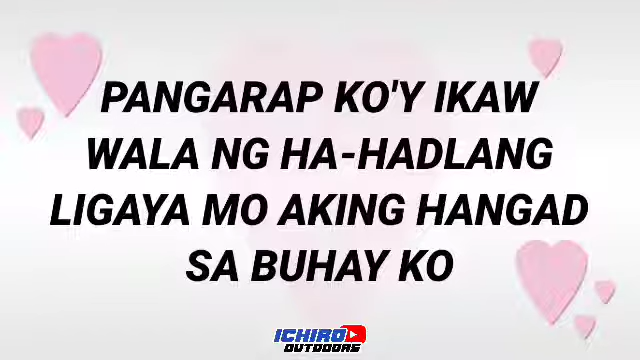 PANGARAP KO'Y IKAW
WALA NG HA-HADLANG
LIGAYA MO AKING HANGAD
SA BUHAY KO
ICHIRO
OUTDOORS